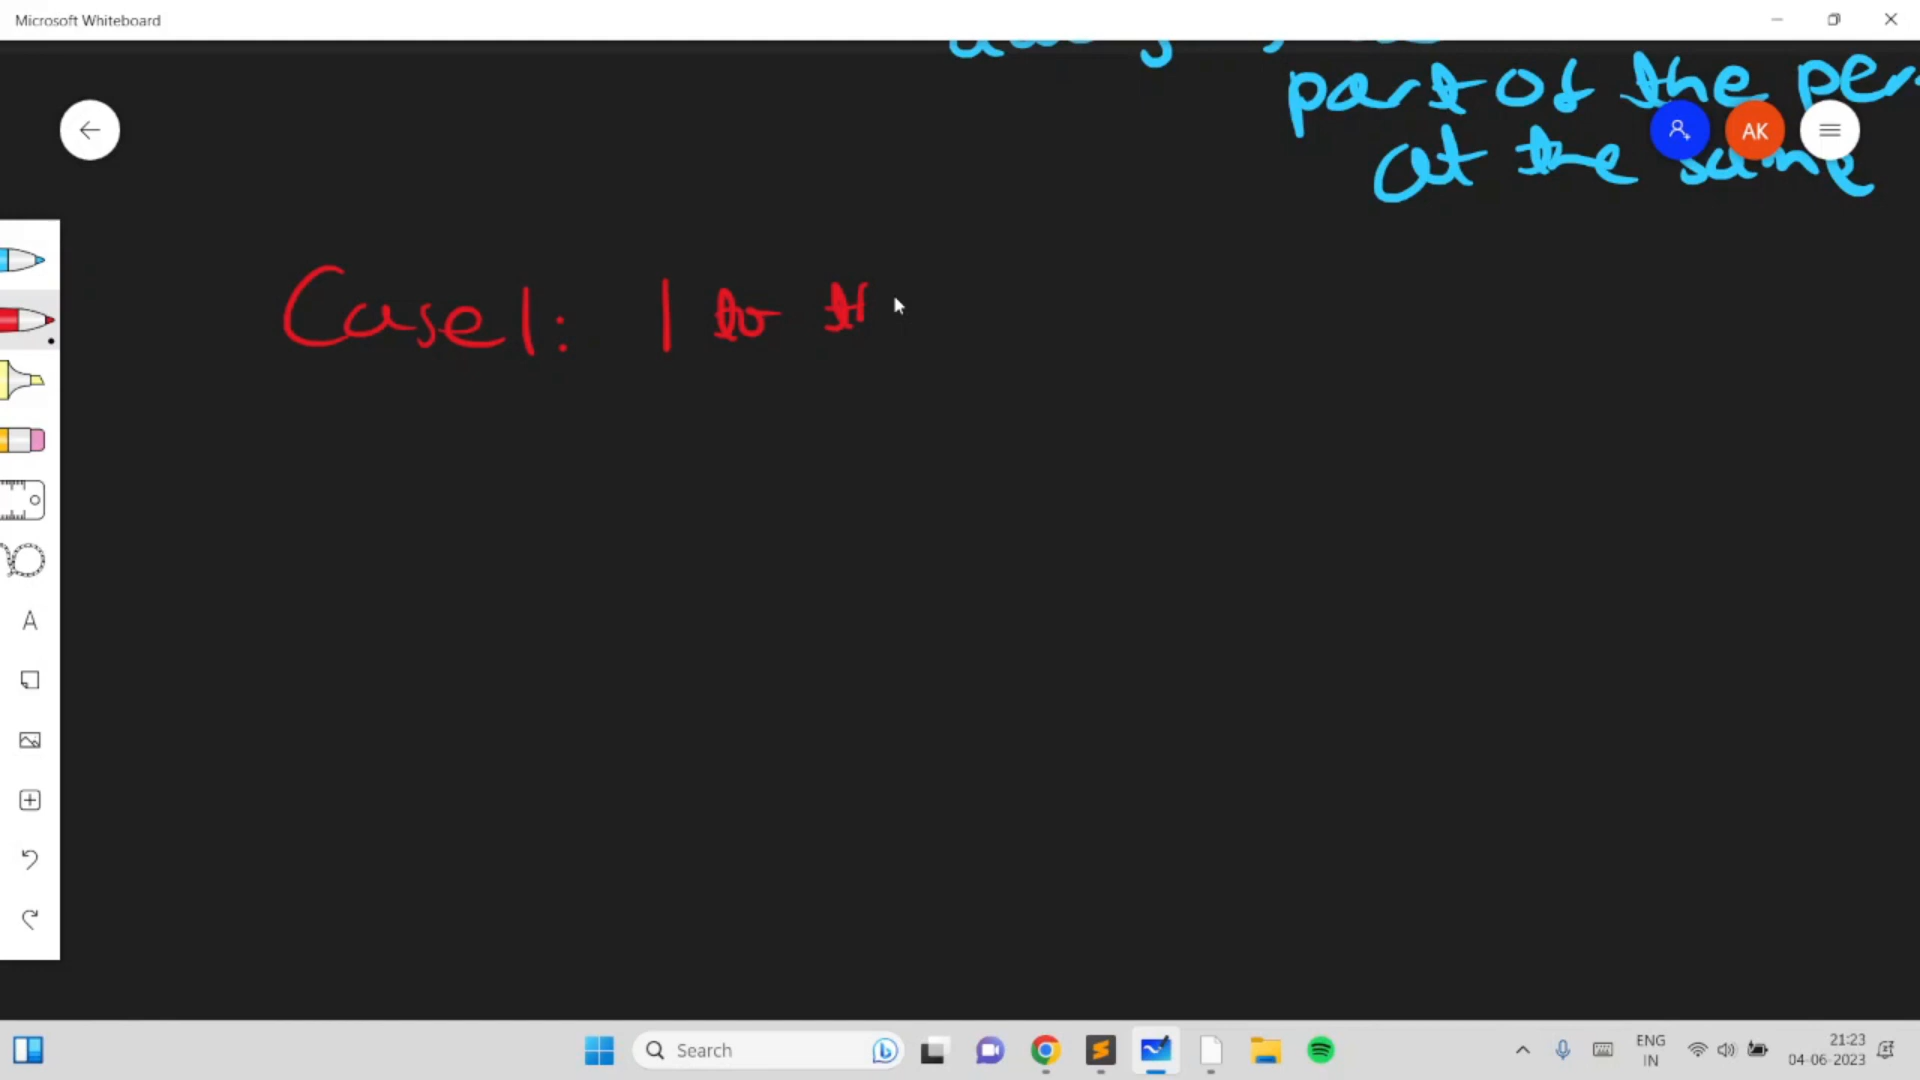 Microsoft Whiteboard
part of the per
at the same
AK
Case1: 1 to th
A
Search
ENG
IN
21:23
04-06-2023